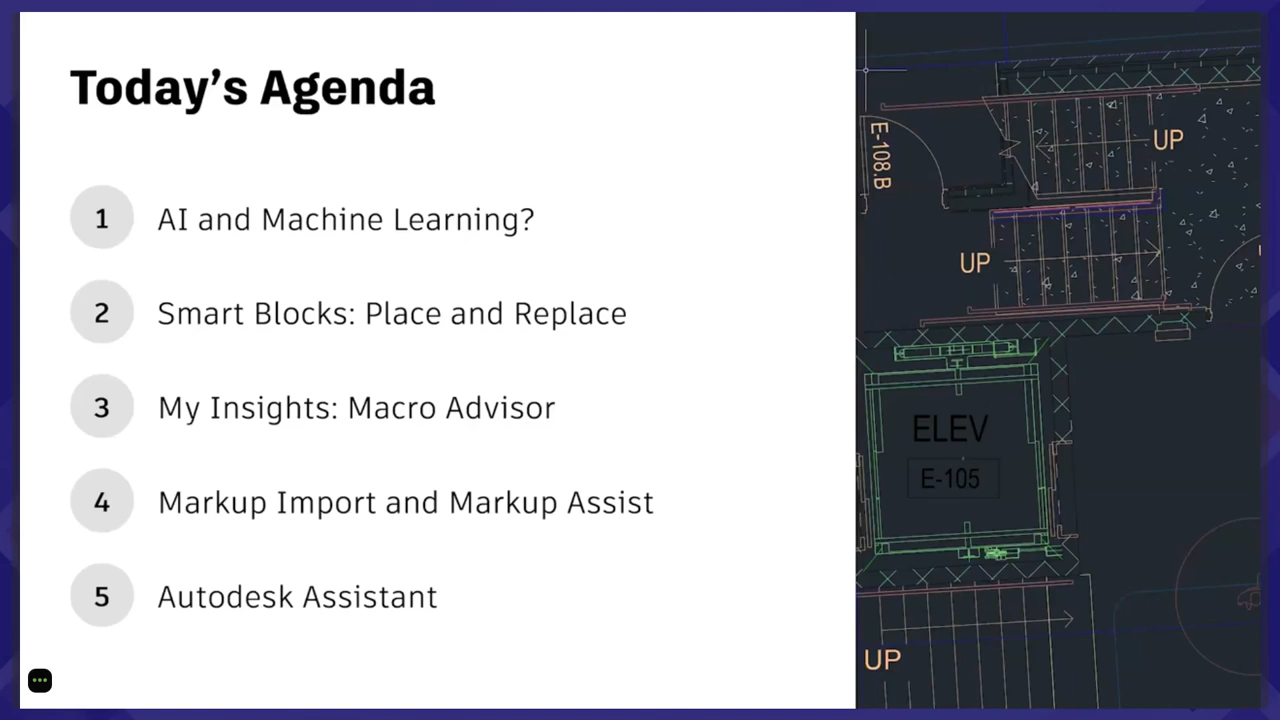 Today's Agenda
1 AI and Machine Learning?
2 Smart Blocks: Place and Replace
3 My Insights: Macro Advisor
4 Markup Import and Markup Assist
5 Autodesk Assistant
E-108.B
UP
UP
ELEV
E-105
UP